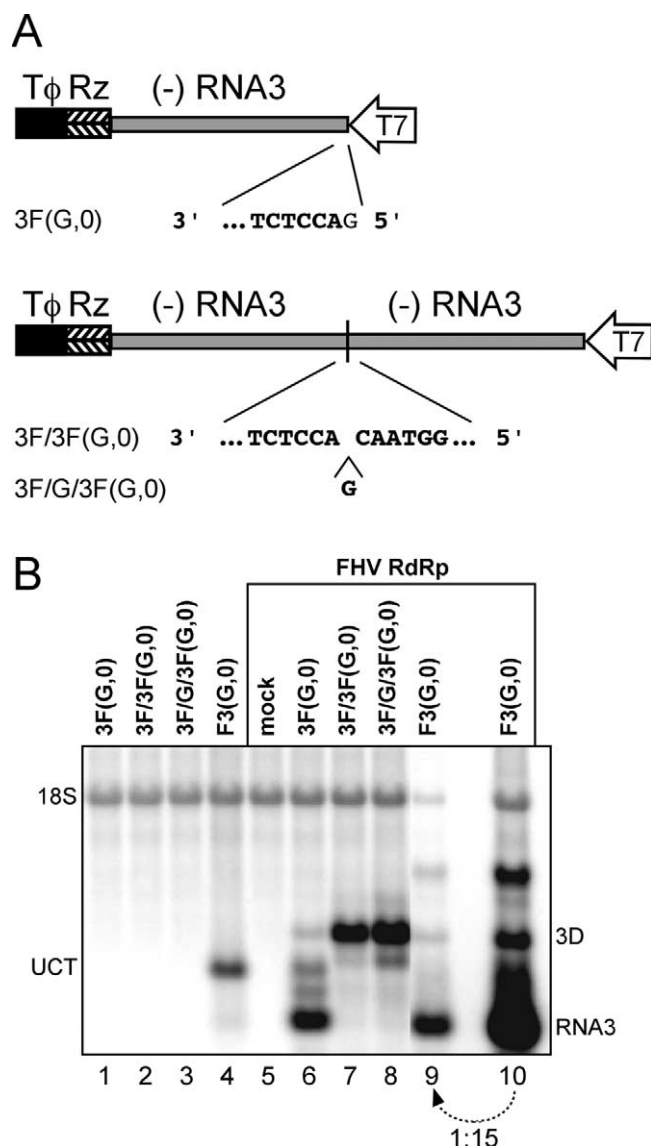 A
Tϕ Rz (-) RNA3
T7
3F(G,0) 3' ...TCTCCAG 5'
Tϕ Rz (-) RNA3 (-) RNA3
T7
3F/3F(G,0) 3' ...TCTCCA CAATGG... 5'
3F/G/3F(G,0) G
B
FHV RdRp
3F(G,0)
3F/3F(G,0)
3F/G/3F(G,0)
F3(G,0)
mock
3F(G,0)
3F/3F(G,0)
3F/G/3F(G,0)
F3(G,0)
F3(G,0)
18S
3D
UCT
RNA3
1 2 3 4 5 6 7 8 9 10
1:15